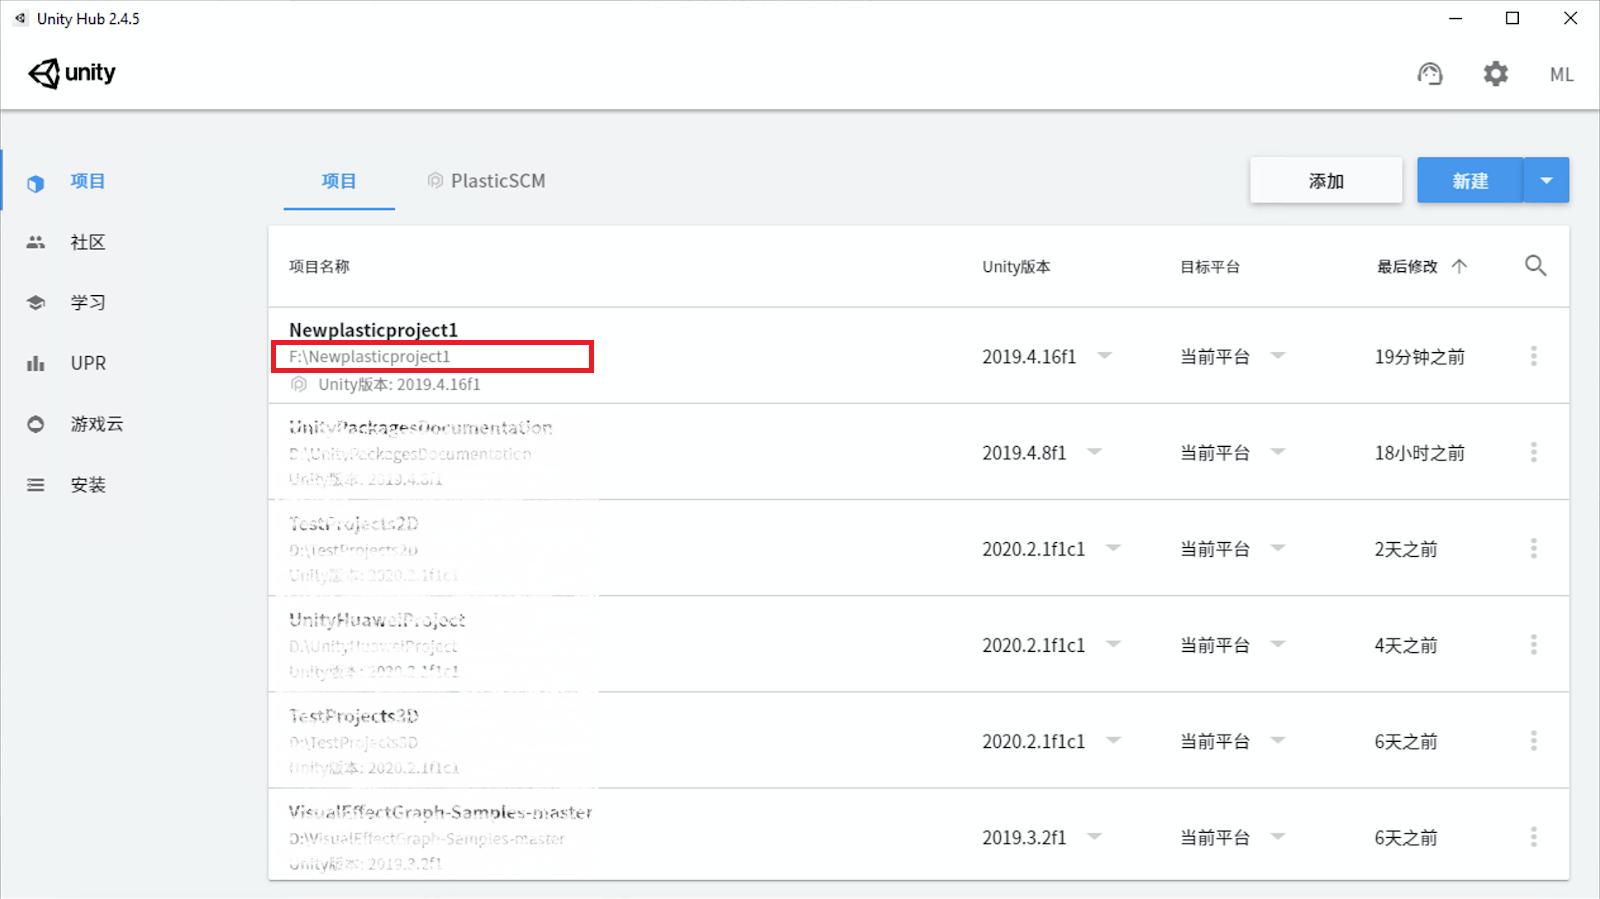 Unity Hub 2.4.5
unity
ML
项目
社区
学习
UPR
游戏云
安装
项目
PlasticSCM
添加
新建
项目名称
Unity版本
目标平台
最后修改
Newplasticproject1
F:\Newplasticproject1
Unity版本: 2019.4.16f1
2019.4.16f1
当前平台
19分钟之前
UnityPackagesDocumentation
D:\UnityPackagesDocumentation
Unity版本: 2019.4.8f1
2019.4.8f1
当前平台
18小时之前
TestProjects2D
D:\TestProjects2D
Unity版本: 2020.2.1f1c1
2020.2.1f1c1
当前平台
2天之前
UnityHuaweiProject
D:\UnityHuaweiProject
Unity版本: 2020.2.1f1c1
2020.2.1f1c1
当前平台
4天之前
TestProjects3D
D:\TestProjects3D
Unity版本: 2020.2.1f1c1
2020.2.1f1c1
当前平台
6天之前
VisualEffectGraph-Samples-master
D:\VisualEffectGraph-Samples-master
Unity版本: 2019.3.2f1
2019.3.2f1
当前平台
6天之前